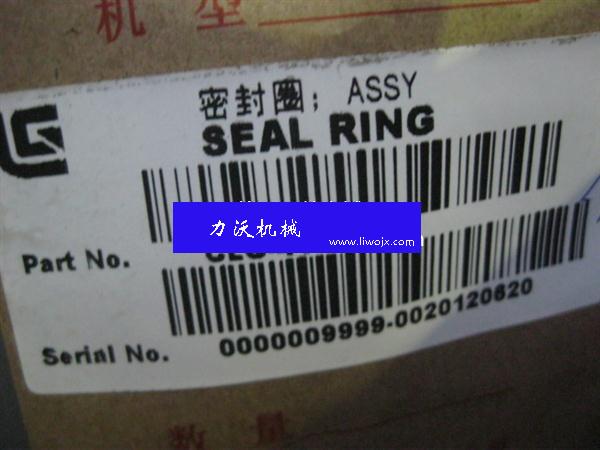 机 型
密封圈; ASSY
SEAL RING
力沃机械
www.liwojx.com
Part No.
Serial No. 0000009999-0020120620
数 量